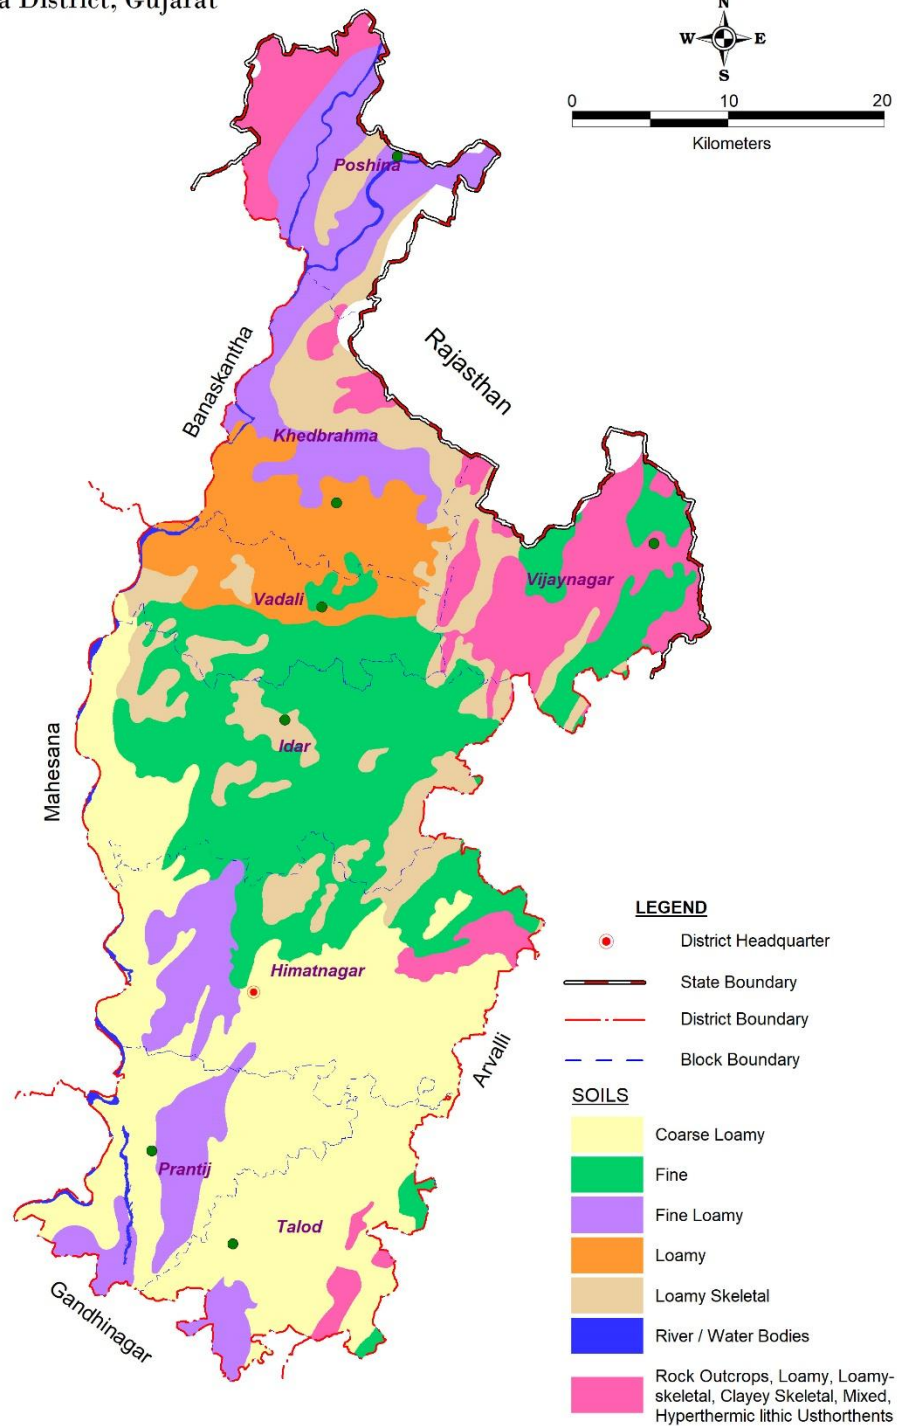 a District, Gujarat
N
W E
S
0 10 20
Kilometers
Poshina
Banaskantha
Rajasthan
Khedbrahma
Vijaynagar
Vadali
Mahesana
Idar
Himatnagar
Arvalli
Prantij
Talod
Gandhinagar
LEGEND
District Headquarter
State Boundary
District Boundary
Block Boundary
SOILS
Coarse Loamy
Fine
Fine Loamy
Loamy
Loamy Skeletal
River / Water Bodies
Rock Outcrops, Loamy, Loamy-
skeletal, Clayey Skeletal, Mixed,
Hyperthermic lithic Usthorthents